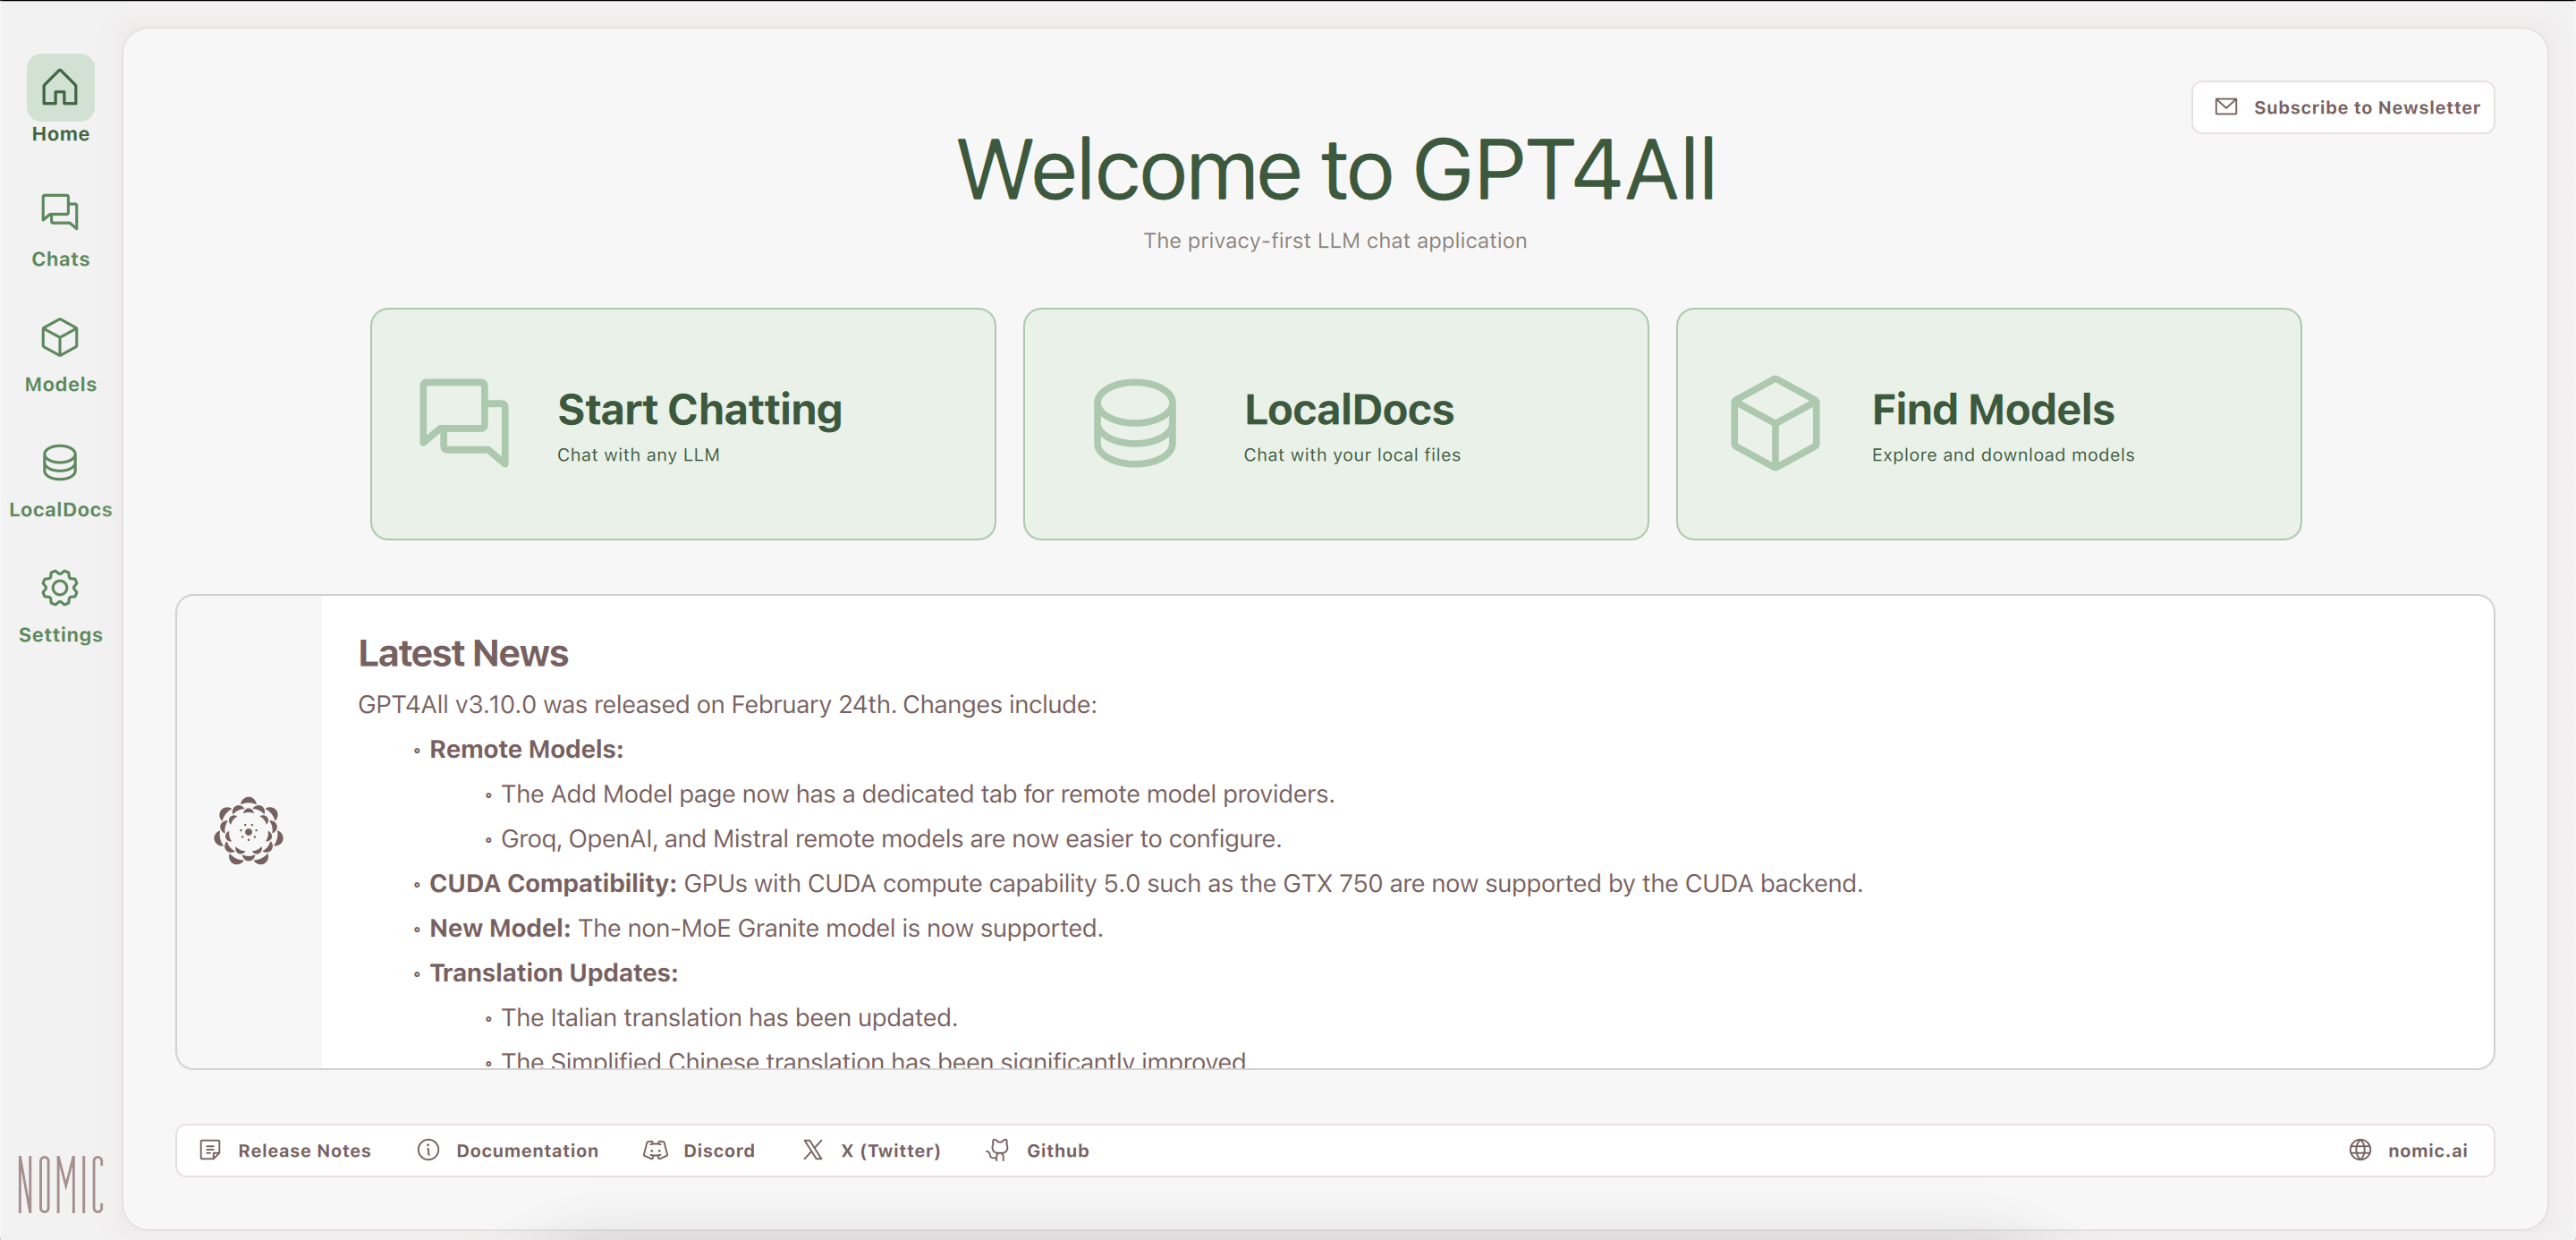 Home
Chats
Models
LocalDocs
Settings
NOMIC
Subscribe to Newsletter
Welcome to GPT4All
The privacy-first LLM chat application
Start Chatting
Chat with any LLM
LocalDocs
Chat with your local files
Find Models
Explore and download models
Latest News
GPT4All v3.10.0 was released on February 24th. Changes include:
Remote Models:
The Add Model page now has a dedicated tab for remote model providers.
Groq, OpenAI, and Mistral remote models are now easier to configure.
CUDA Compatibility: GPUs with CUDA compute capability 5.0 such as the GTX 750 are now supported by the CUDA backend.
New Model: The non-MoE Granite model is now supported.
Translation Updates:
The Italian translation has been updated.
The Simplified Chinese translation has been significantly improved.
Release Notes
Documentation
Discord
X (Twitter)
Github
nomic.ai